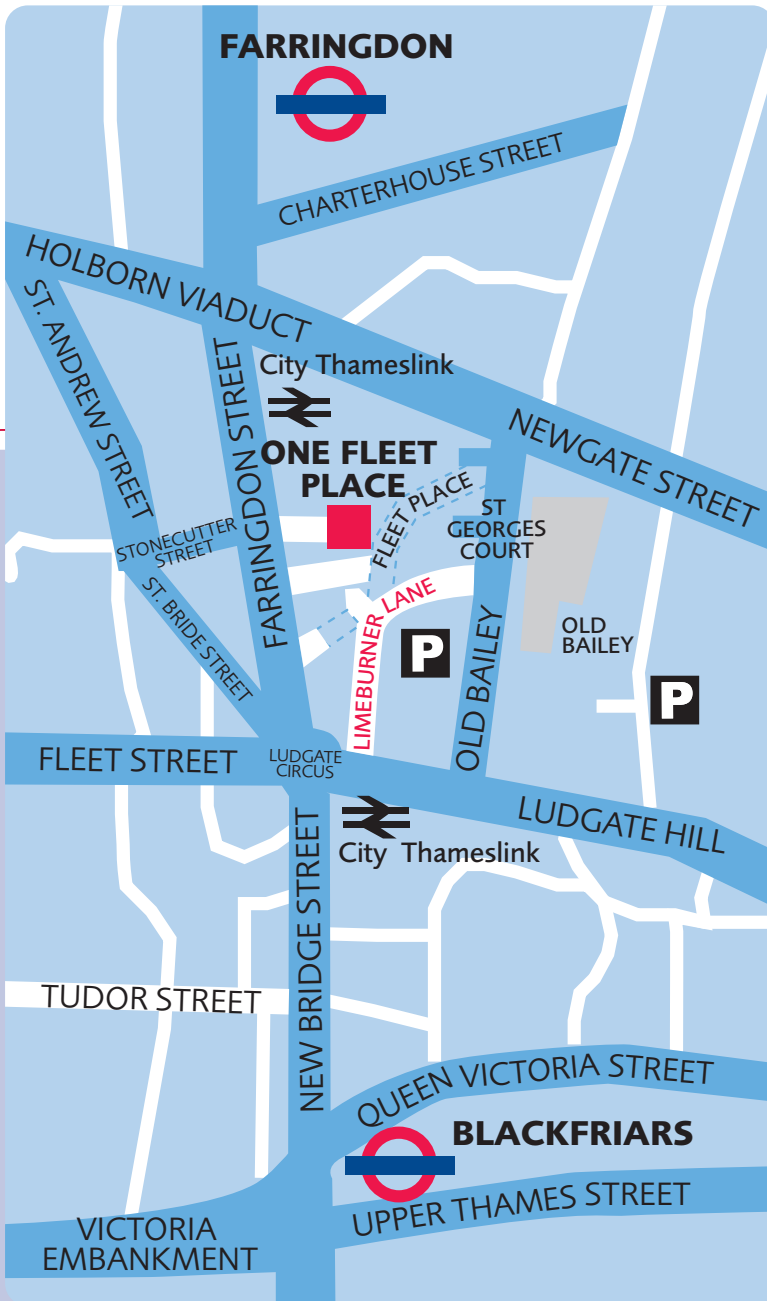 FARRINGDON
CHARTERHOUSE STREET
HOLBORN VIADUCT
ST. ANDREW STREET
FARRINGDON STREET
City Thameslink
NEWGATE STREET
ONE FLEET
PLACE
FLEET PLACE
ST
GEORGES
COURT
STONECUTTER
STREET
ST. BRIDE STREET
LIMEBURNER LANE
P
OLD BAILEY
OLD
BAILEY
P
FLEET STREET
LUDGATE
CIRCUS
LUDGATE HILL
City Thameslink
NEW BRIDGE STREET
TUDOR STREET
QUEEN VICTORIA STREET
BLACKFRIARS
UPPER THAMES STREET
VICTORIA
EMBANKMENT